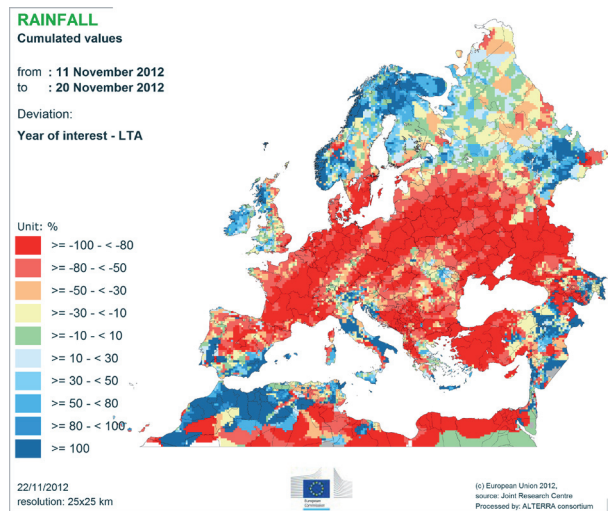 RAINFALL
Cumulated values
from : 11 November 2012
to : 20 November 2012
Deviation:
Year of interest - LTA
Unit: %
>= -100 - < -80
>= -80 - < -50
>= -50 - < -30
>= -30 - < -10
>= -10 - < 10
>= 10 - < 30
>= 30 - < 50
>= 50 - < 80
>= 80 - < 100
>= 100
22/11/2012
resolution: 25x25 km
European
Commission
(c) European Union 2012,
source: Joint Research Centre
Processed by: ALTERRA consortium